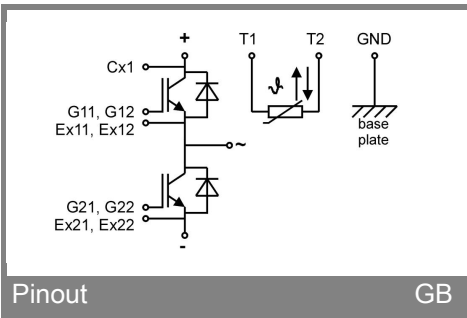 +
T1 T2 GND
Cx1
ϑ
G11, G12
Ex11, Ex12
base
plate
~
G21, G22
Ex21, Ex22
-
Pinout GB